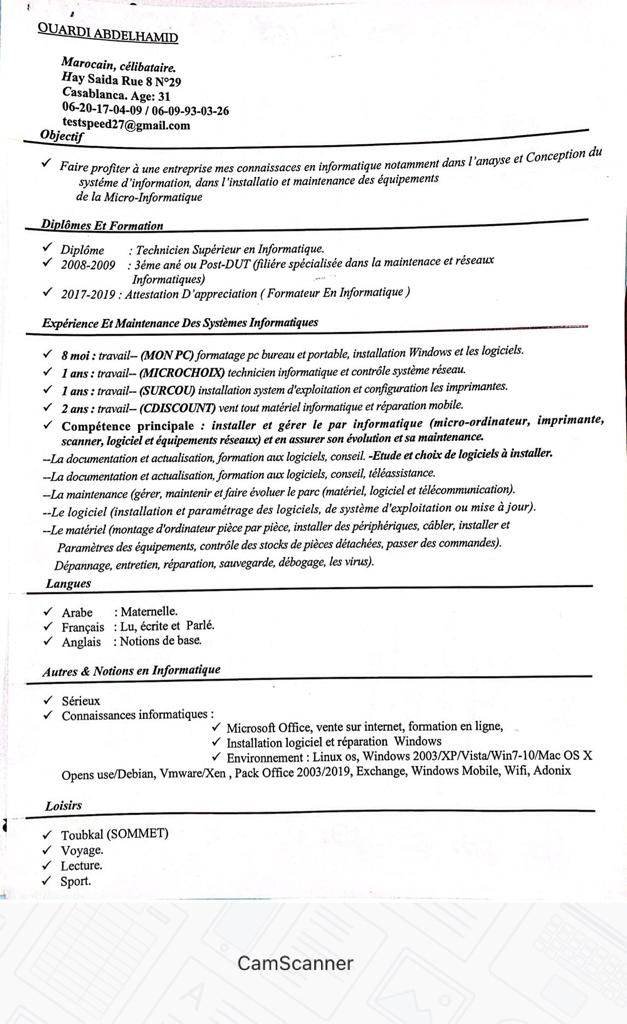 OUARDI ABDELHAMID
Marocain, célibataire.
Hay Saida Rue 8 N°29
Casablanca. Age: 31
06-20-17-04-09 / 06-09-93-03-26
testspeed27@gmail.com
Objectif
✓ Faire profiter à une entreprise mes connaissaces en informatique notamment dans l'anayse et Conception du
systéme d'information, dans l'installatio et maintenance des équipements
de la Micro-Informatique
Diplômes Et Formation
✓ Diplôme : Technicien Supérieur en Informatique.
✓ 2008-2009 : 3éme ané ou Post-DUT (filiére spécialisée dans la maintenace et réseaux
Informatiques)
✓ 2017-2019 : Attestation D'appreciation ( Formateur En Informatique )
Expérience Et Maintenance Des Systèmes Informatiques
✓ 8 moi : travail-- (MON PC) formatage pc bureau et portable, installation Windows et les logiciels.
✓ 1 ans : travail-- (MICROCHOIX) technicien informatique et contrôle système réseau.
✓ 1 ans : travail-- (SURCOU) installation system d'exploitation et configuration les imprimantes.
✓ 2 ans : travail-- (CDISCOUNT) vent tout matériel informatique et réparation mobile.
✓ Compétence principale : installer et gérer le par informatique (micro-ordinateur, imprimante,
scanner, logiciel et équipements réseaux) et en assurer son évolution et sa maintenance.
--La documentation et actualisation, formation aux logiciels, conseil. -Etude et choix de logiciels à installer.
--La documentation et actualisation, formation aux logiciels, conseil, téléassistance.
--La maintenance (gérer, maintenir et faire évoluer le parc (matériel, logiciel et télécommunication).
--Le logiciel (installation et paramétrage des logiciels, de système d'exploitation ou mise à jour).
--Le matériel (montage d'ordinateur pièce par pièce, installer des périphériques, câbler, installer et
Paramètres des équipements, contrôle des stocks de pièces détachées, passer des commandes).
Dépannage, entretien, réparation, sauvegarde, débogage, les virus).
Langues
✓ Arabe : Maternelle.
✓ Français : Lu, écrite et Parlé.
✓ Anglais : Notions de base.
Autres & Notions en Informatique
✓ Sérieux
✓ Connaissances informatiques :
✓ Microsoft Office, vente sur internet, formation en ligne,
✓ Installation logiciel et réparation Windows
✓ Environnement : Linux os, Windows 2003/XP/Vista/Win7-10/Mac OS X
Opens use/Debian, Vmware/Xen , Pack Office 2003/2019, Exchange, Windows Mobile, Wifi, Adonix
Loisirs
✓ Toubkal (SOMMET)
✓ Voyage.
✓ Lecture.
✓ Sport.
CamScanner